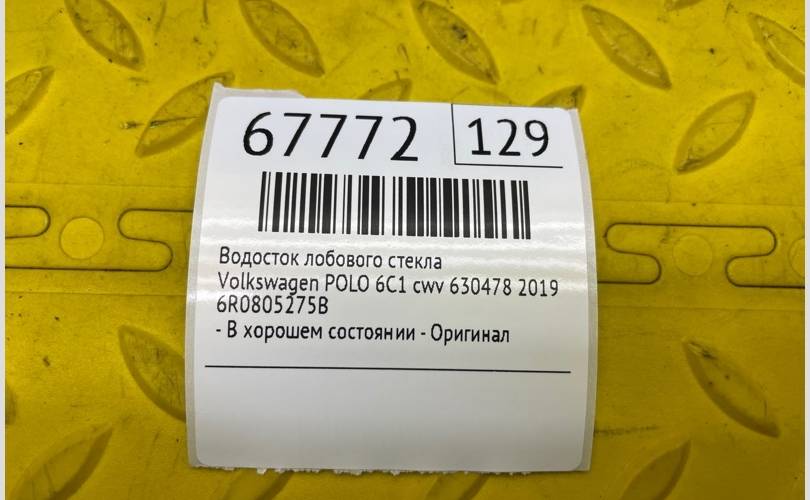 67772 129
Водосток лобового стекла
Volkswagen POLO 6C1 cwv 630478 2019
6R0805275B
- В хорошем состоянии - Оригинал